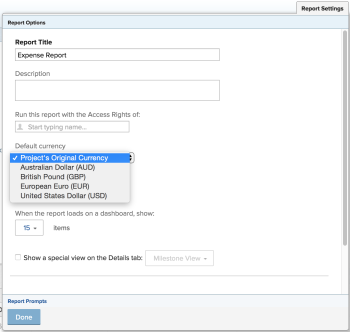 Report Settings
Report Options
Report Title
Expense Report
Description
Run this report with the Access Rights of:
Start typing name...
Default currency
✓ Project's Original Currency
Australian Dollar (AUD)
British Pound (GBP)
European Euro (EUR)
United States Dollar (USD)
When the report loads on a dashboard, show:
15 Items
Show a special view on the Details tab: Milestone View
Report Prompts
Done